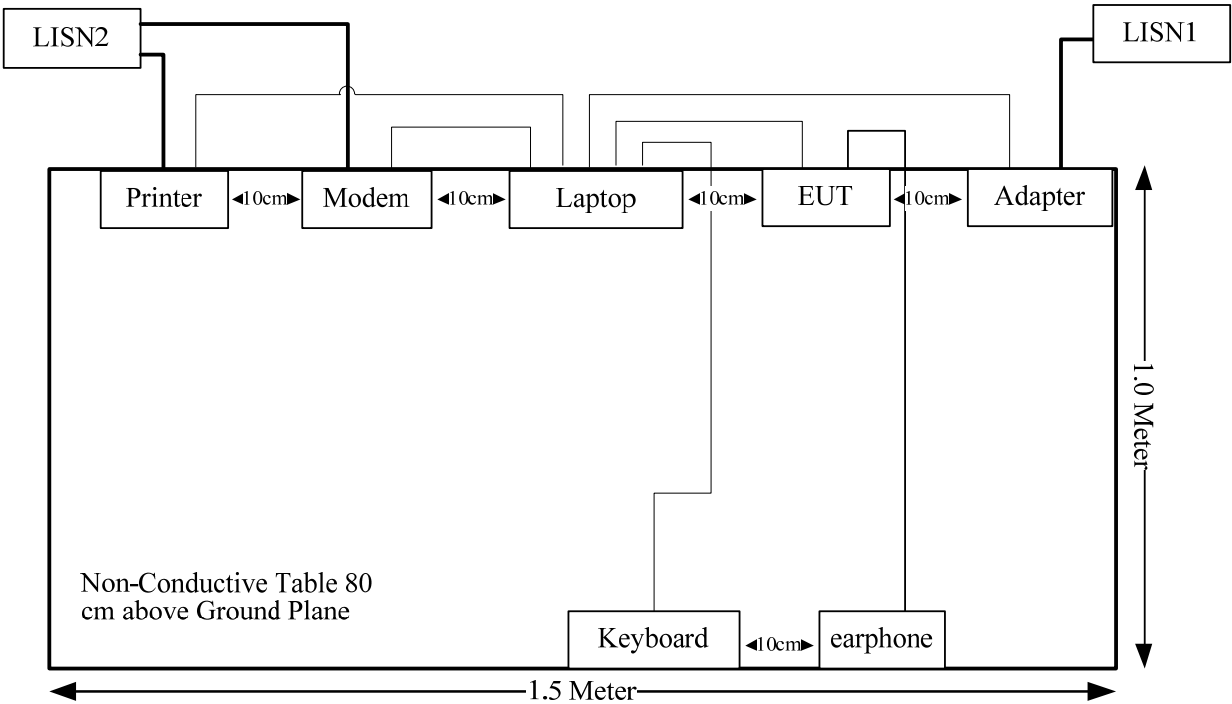 LISN2
LISN1
Printer
10cm
Modem
10cm
Laptop
10cm
EUT
10cm
Adapter
1.0 Meter
Non-Conductive Table 80
cm above Ground Plane
Keyboard
10cm
earphone
1.5 Meter